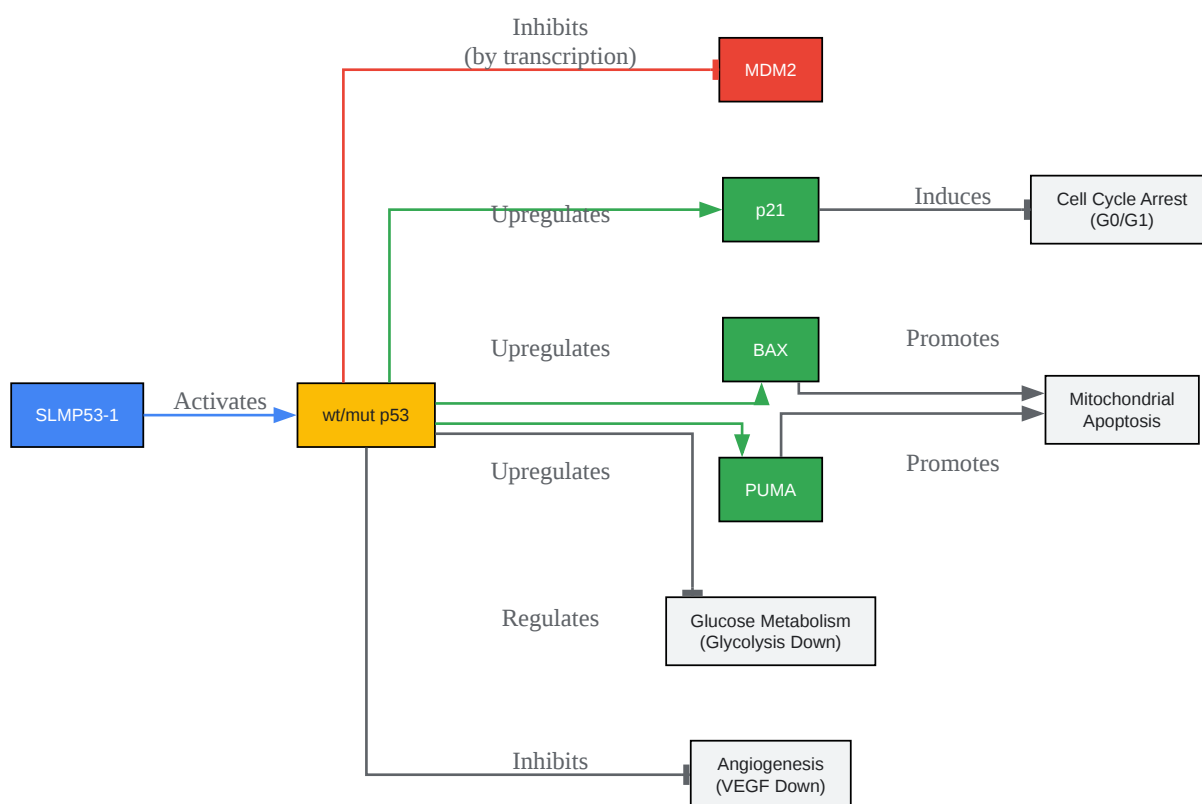 Inhibits
(by transcription)
MDM2
Upregulates
p21
Induces
Cell Cycle Arrest
(G0/G1)
Upregulates
BAX
Promotes
SLMP53-1
Activates
wt/mut p53
Mitochondrial
Apoptosis
Upregulates
PUMA
Promotes
Regulates
Glucose Metabolism
(Glycolysis Down)
Inhibits
Angiogenesis
(VEGF Down)